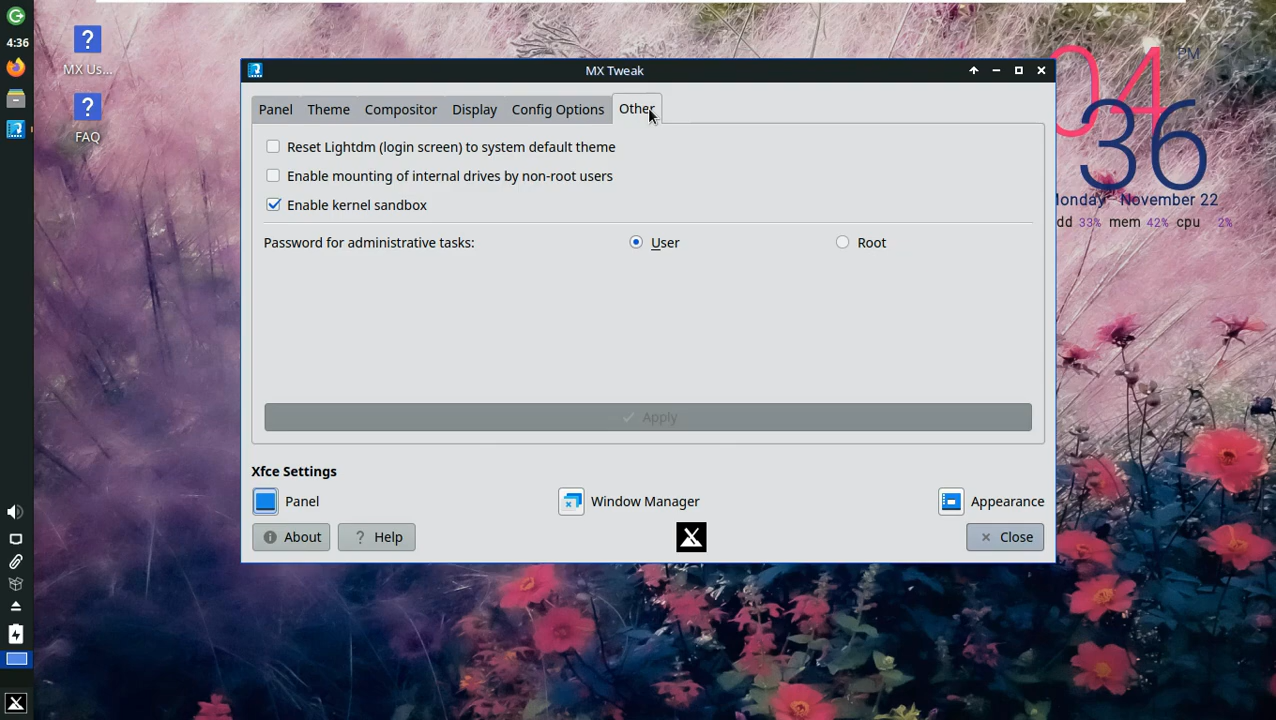 4:36
MX Us...
FAQ
MX Tweak
Panel Theme Compositor Display Config Options Other
Reset Lightdm (login screen) to system default theme
Enable mounting of internal drives by non-root users
Enable kernel sandbox
Password for administrative tasks: User Root
Apply
Xfce Settings
Panel Window Manager Appearance
About Help Close
04 PM
36
onday - November 22
dd 33% mem 42% cpu 2%